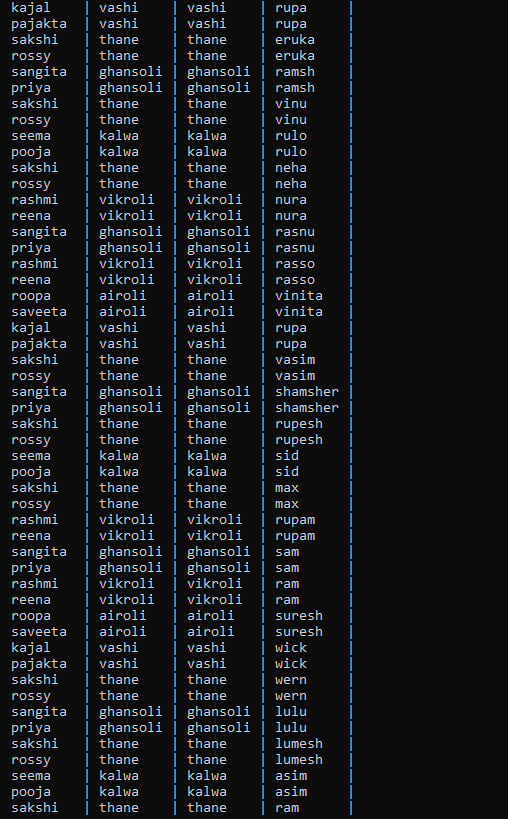 kajal | vashi | vashi | rupa |
pajakta | vashi | vashi | rupa |
sakshi | thane | thane | eruka |
rossy | thane | thane | eruka |
sangita | ghansoli | ghansoli | ramsh |
priya | ghansoli | ghansoli | ramsh |
sakshi | thane | thane | vinu |
rossy | thane | thane | vinu |
seema | kalwa | kalwa | rulo |
pooja | kalwa | kalwa | rulo |
sakshi | thane | thane | neha |
rossy | thane | thane | neha |
rashmi | vikroli | vikroli | nura |
reena | vikroli | vikroli | nura |
sangita | ghansoli | ghansoli | rasnu |
priya | ghansoli | ghansoli | rasnu |
rashmi | vikroli | vikroli | rasso |
reena | vikroli | vikroli | rasso |
roopa | airoli | airoli | vinita |
saveeta | airoli | airoli | vinita |
kajal | vashi | vashi | rupa |
pajakta | vashi | vashi | rupa |
sakshi | thane | thane | vasim |
rossy | thane | thane | vasim |
sangita | ghansoli | ghansoli | shamsher |
priya | ghansoli | ghansoli | shamsher |
sakshi | thane | thane | rupesh |
rossy | thane | thane | rupesh |
seema | kalwa | kalwa | sid |
pooja | kalwa | kalwa | sid |
sakshi | thane | thane | max |
rossy | thane | thane | max |
rashmi | vikroli | vikroli | rupam |
reena | vikroli | vikroli | rupam |
sangita | ghansoli | ghansoli | sam |
priya | ghansoli | ghansoli | sam |
rashmi | vikroli | vikroli | ram |
reena | vikroli | vikroli | ram |
roopa | airoli | airoli | suresh |
saveeta | airoli | airoli | suresh |
kajal | vashi | vashi | wick |
pajakta | vashi | vashi | wick |
sakshi | thane | thane | wern |
rossy | thane | thane | wern |
sangita | ghansoli | ghansoli | lulu |
priya | ghansoli | ghansoli | lulu |
sakshi | thane | thane | lumesh |
rossy | thane | thane | lumesh |
seema | kalwa | kalwa | asim |
pooja | kalwa | kalwa | asim |
sakshi | thane | thane | ram |